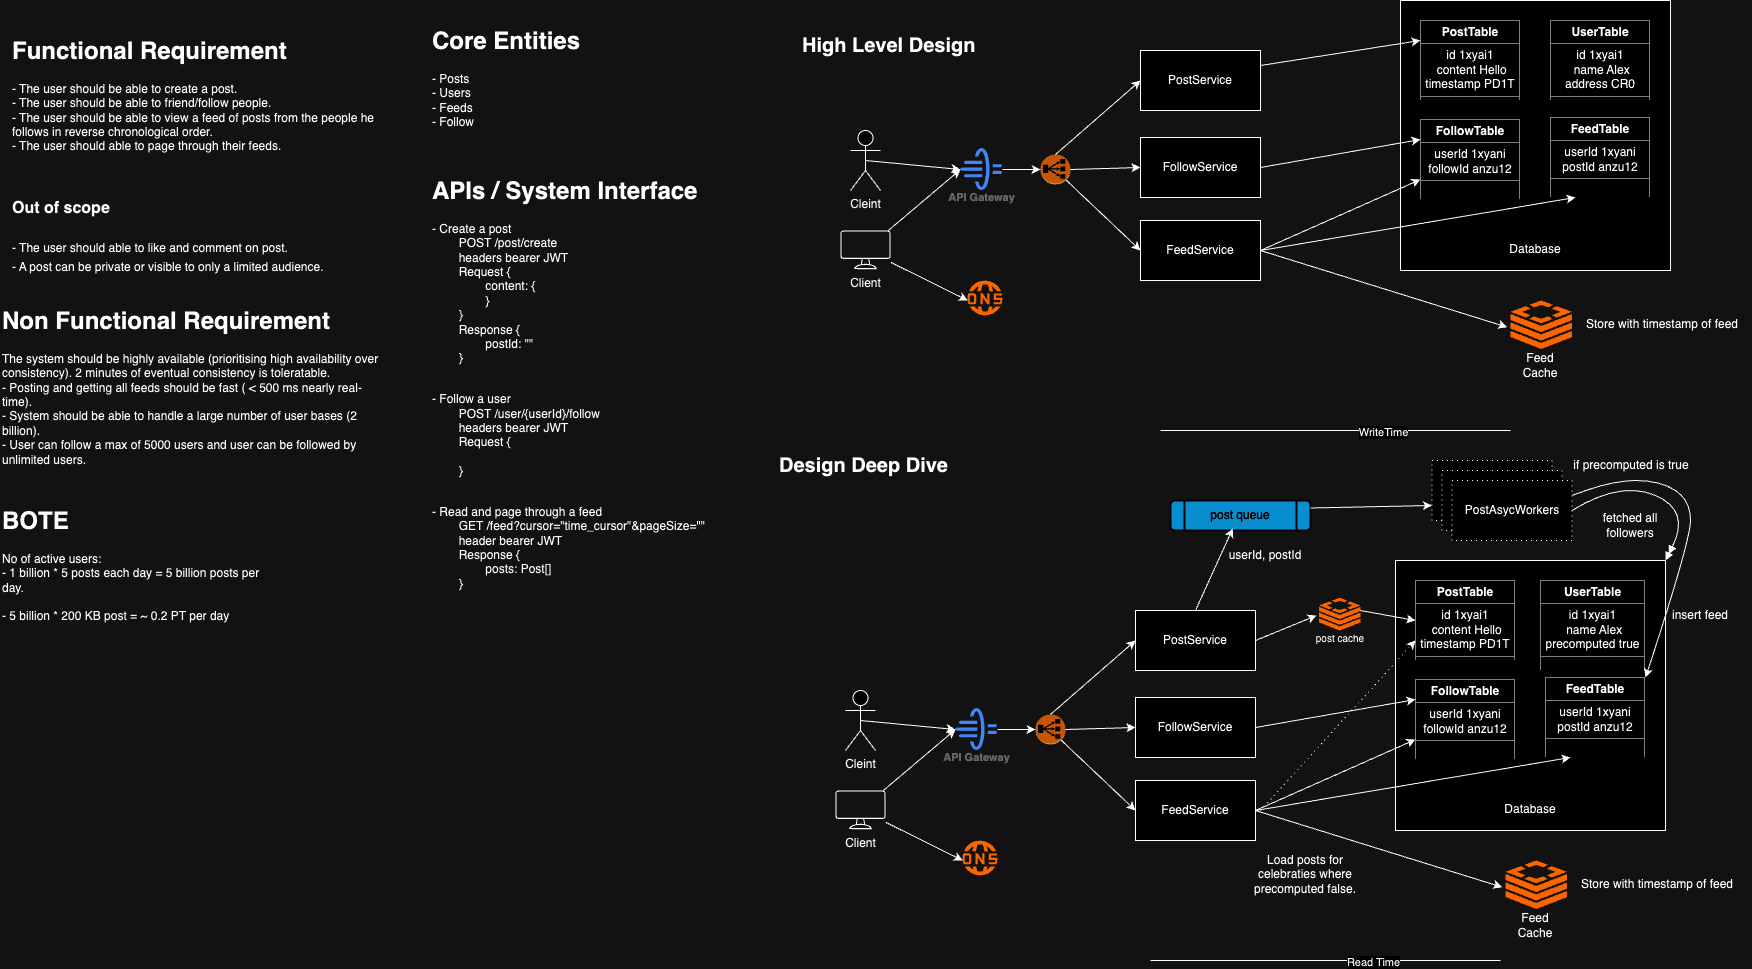 Functional Requirement
- The user should be able to create a post.
- The user should be able to friend/follow people.
- The user should be able to view a feed of posts from the people he
follows in reverse chronological order.
- The user should able to page through their feeds.
Out of scope
- The user should able to like and comment on post.
- A post can be private or visible to only a limited audience.
Non Functional Requirement
The system should be highly available (prioritising high availability over
consistency). 2 minutes of eventual consistency is toleratable.
- Posting and getting all feeds should be fast ( < 500 ms nearly real-
time).
- System should be able to handle a large number of user bases (2
billion).
- User can follow a max of 5000 users and user can be followed by
unlimited users.
BOTE
No of active users:
- 1 billion * 5 posts each day = 5 billion posts per
day.
- 5 billion * 200 KB post = ~ 0.2 PT per day
Core Entities
- Posts
- Users
- Feeds
- Follow
APIs / System Interface
- Create a post
POST /post/create
headers bearer JWT
Request {
content: {
}
}
Response {
postId: ""
}
- Follow a user
POST /user/{userId}/follow
headers bearer JWT
Request {
}
- Read and page through a feed
GET /feed?cursor="time_cursor"&pageSize=""
header bearer JWT
Response {
posts: Post[]
}
High Level Design
Cleint
Client
API Gateway
DNS
PostService
FollowService
FeedService
PostTable
id 1xyai1
content Hello
timestamp PD1T
UserTable
id 1xyai1
name Alex
address CR0
FollowTable
userId 1xyani
followId anzu12
FeedTable
userId 1xyani
postId anzu12
Database
Store with timestamp of feed
Feed
Cache
WriteTime
Design Deep Dive
post queue
userId, postId
PostAsycWorkers
if precomputed is true
fetched all
followers
insert feed
Cleint
Client
API Gateway
DNS
PostService
FollowService
FeedService
post cache
PostTable
id 1xyai1
content Hello
timestamp PD1T
UserTable
id 1xyai1
name Alex
precomputed true
FollowTable
userId 1xyani
followId anzu12
FeedTable
userId 1xyani
postId anzu12
Database
Load posts for
celebraties where
precomputed false.
Store with timestamp of feed
Feed
Cache
Read Time